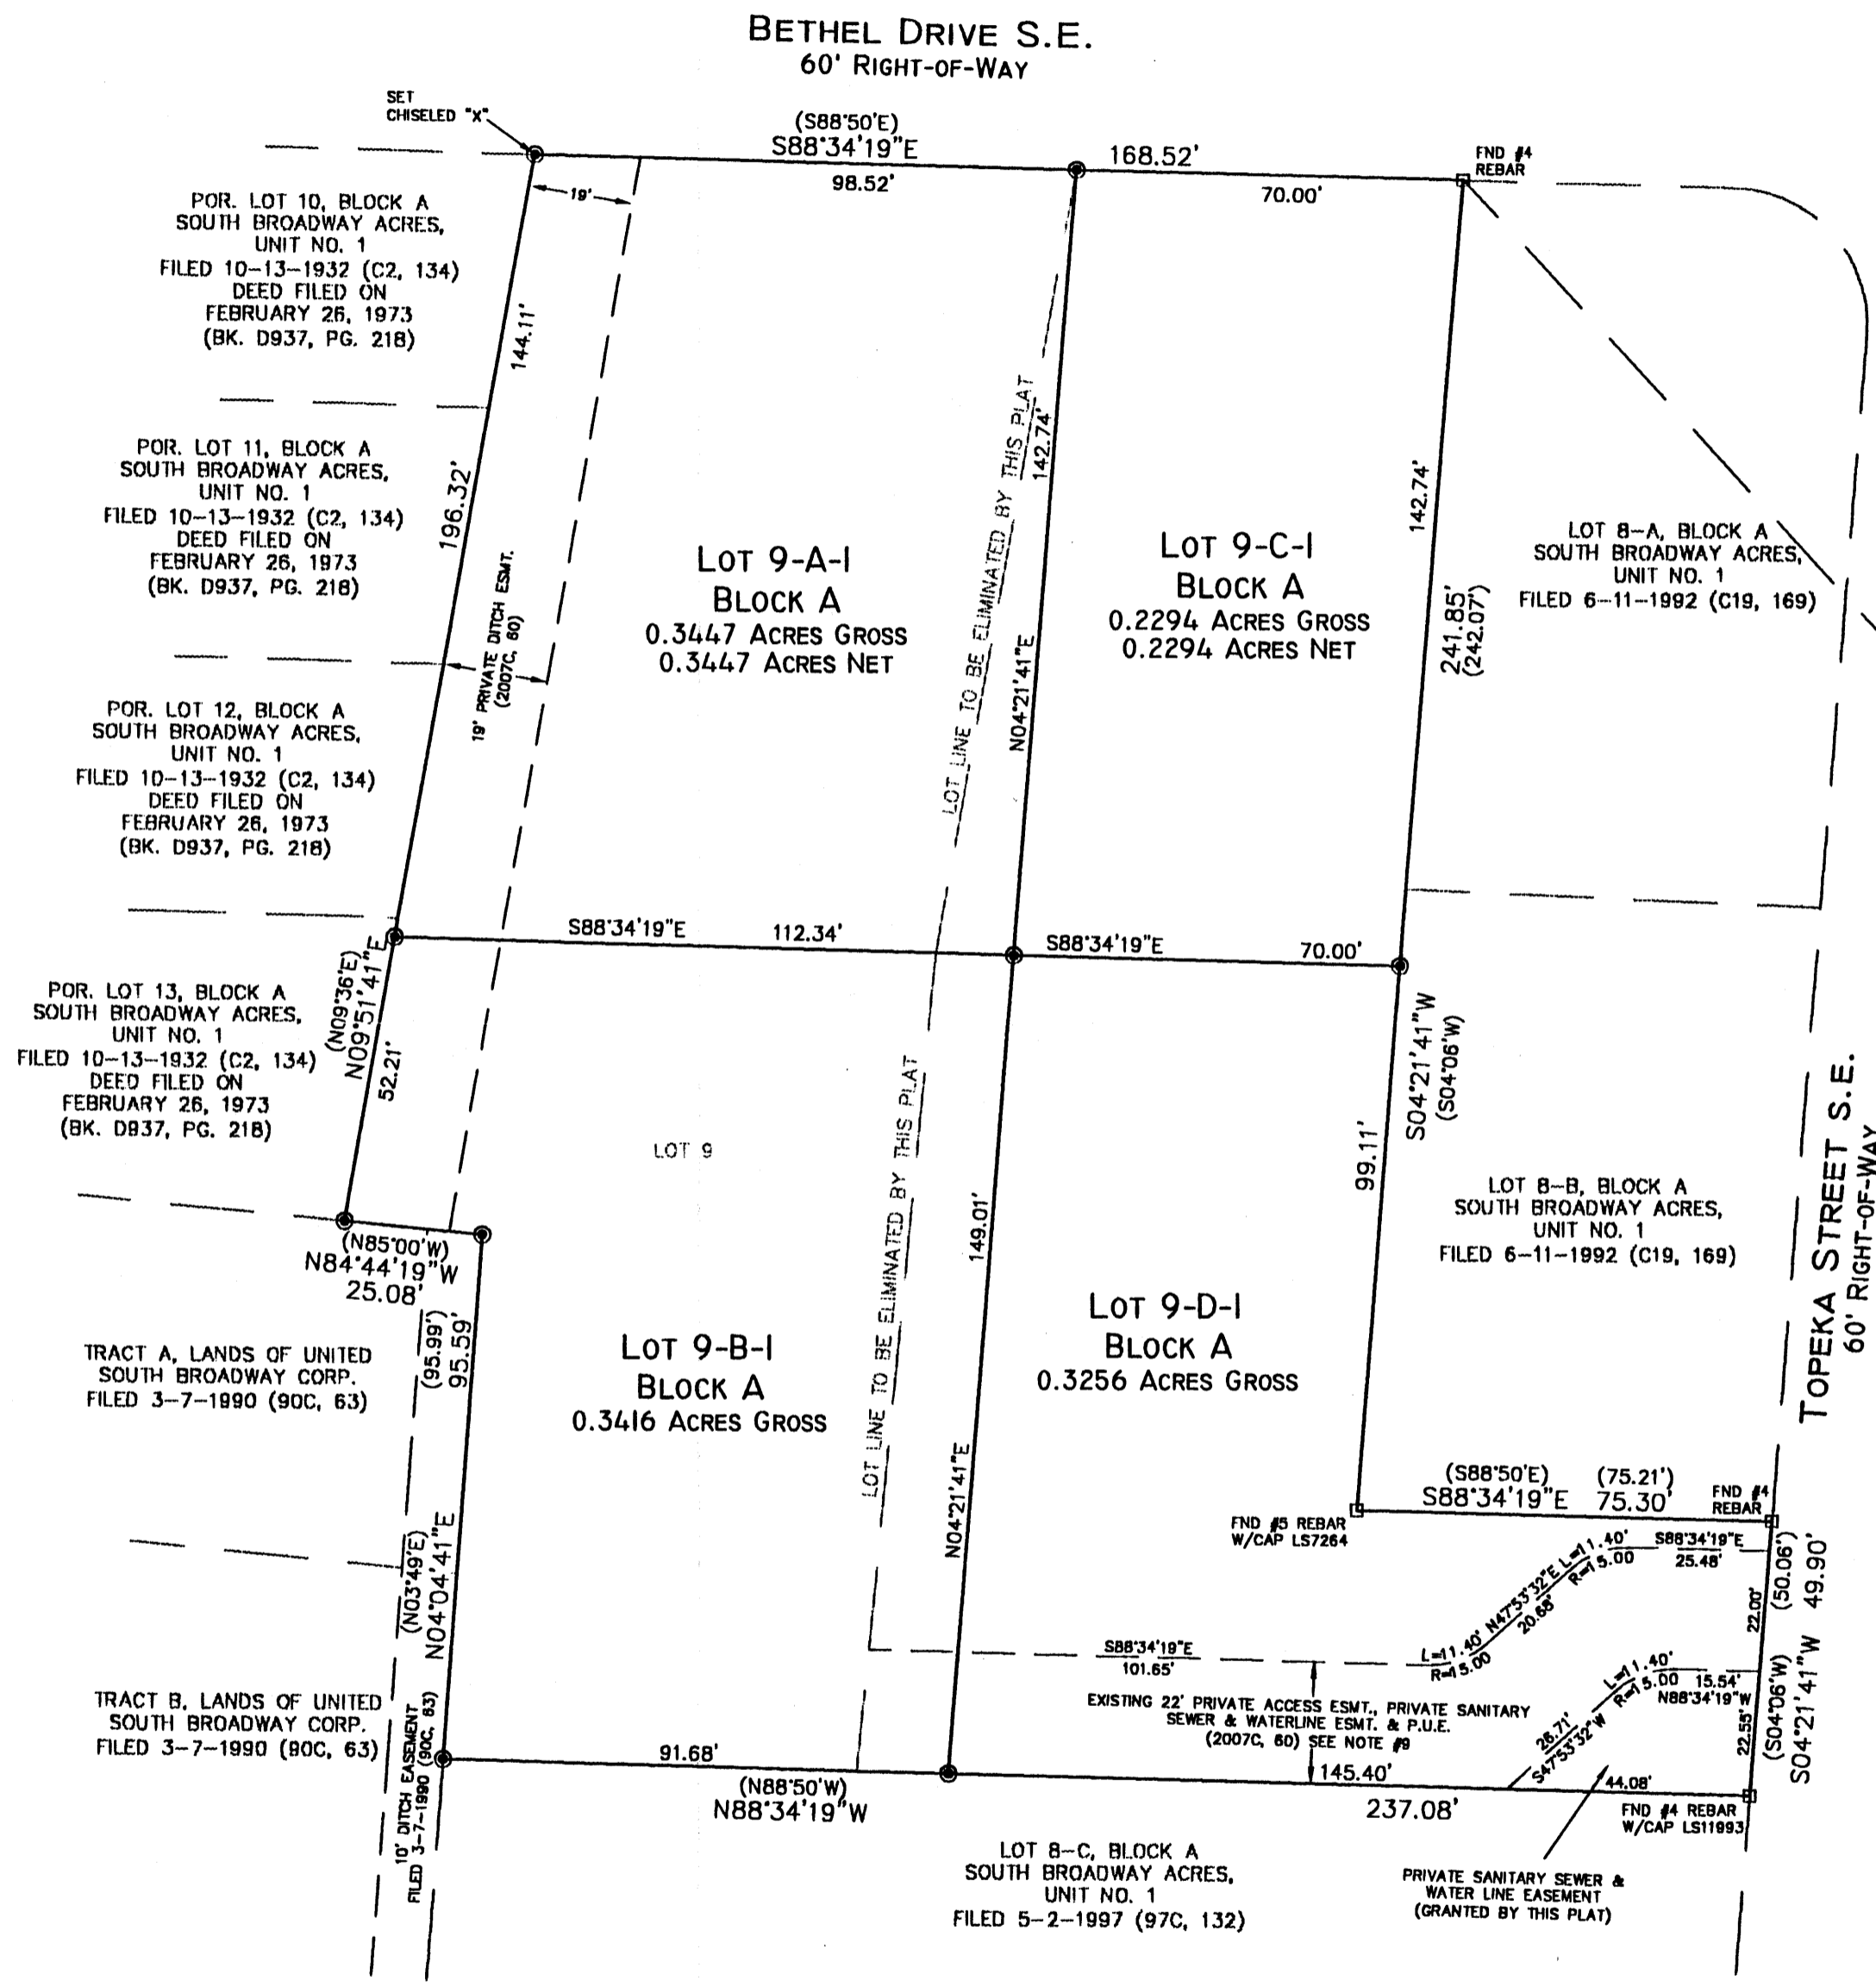 BETHEL DRIVE S.E.
60' RIGHT-OF-WAY
SET
CHISELED "X"
(S88°50'E)
S88°34'19"E
168.52'
98.52'
70.00'
FND #4
REBAR
19'
POR. LOT 10, BLOCK A
SOUTH BROADWAY ACRES,
UNIT NO. 1
FILED 10-13-1932 (C2, 134)
DEED FILED ON
FEBRUARY 26, 1973
(BK. D937, PG. 218)
144.11'
196.32'
POR. LOT 11, BLOCK A
SOUTH BROADWAY ACRES,
UNIT NO. 1
FILED 10-13-1932 (C2, 134)
DEED FILED ON
FEBRUARY 26, 1973
(BK. D937, PG. 218)
19' PRIVATE DITCH ESMT.
(2007C, 60)
LOT 9-A-1
BLOCK A
0.3447 ACRES GROSS
0.3447 ACRES NET
LOT LINE TO BE ELIMINATED BY THIS PLAT
142.74'
N04°21'41"E
LOT 9-C-1
BLOCK A
0.2294 ACRES GROSS
0.2294 ACRES NET
142.74'
241.85'
(242.07')
LOT 8-A, BLOCK A
SOUTH BROADWAY ACRES,
UNIT NO. 1
FILED 6-11-1992 (C19, 169)
POR. LOT 12, BLOCK A
SOUTH BROADWAY ACRES,
UNIT NO. 1
FILED 10-13-1932 (C2, 134)
DEED FILED ON
FEBRUARY 26, 1973
(BK. D937, PG. 218)
S88°34'19"E
112.34'
S88°34'19"E
70.00'
(N09°36'E)
N09°51'41"E
52.21'
POR. LOT 13, BLOCK A
SOUTH BROADWAY ACRES,
UNIT NO. 1
FILED 10-13-1932 (C2, 134)
DEED FILED ON
FEBRUARY 26, 1973
(BK. D937, PG. 218)
LOT 9
LOT LINE TO BE ELIMINATED BY THIS PLAT
149.01'
N04°21'41"E
S04°21'41"W
(S04°06'W)
99.11'
LOT 8-B, BLOCK A
SOUTH BROADWAY ACRES,
UNIT NO. 1
FILED 6-11-1992 (C19, 169)
TOPEKA STREET S.E.
60' RIGHT-OF-WAY
(N85°00'W)
N84°44'19"W
25.08'
(95.99')
95.59'
TRACT A, LANDS OF UNITED
SOUTH BROADWAY CORP.
FILED 3-7-1990 (90C, 63)
LOT 9-B-1
BLOCK A
0.3416 ACRES GROSS
LOT 9-D-1
BLOCK A
0.3256 ACRES GROSS
(S88°50'E)
(75.21')
S88°34'19"E
75.30'
FND #4
REBAR
FND #5 REBAR
W/CAP LS7264
(N03°49'E)
N04°04'41"E
S88°34'19"E
25.48'
L=11.40'
R=15.00
N47°53'32"E
20.68'
L=11.40'
R=15.00
S88°34'19"E
101.65'
22.00'
(50.06')
49.90'
L=11.40'
R=15.00
15.54'
N88°34'19"W
26.71'
S47°53'32"W
22.55'
(S04°06'W)
S04°21'41"W
EXISTING 22' PRIVATE ACCESS ESMT., PRIVATE SANITARY
SEWER & WATERLINE ESMT. & P.U.E.
(2007C, 60) SEE NOTE #9
TRACT B, LANDS OF UNITED
SOUTH BROADWAY CORP.
FILED 3-7-1990 (90C, 63)
10' DITCH EASEMENT
FILED 3-7-1990 (90C, 63)
91.68'
(N88°50'W)
N88°34'19"W
145.40'
237.08'
44.08'
FND #4 REBAR
W/CAP LS11993
LOT 8-C, BLOCK A
SOUTH BROADWAY ACRES,
UNIT NO. 1
FILED 5-2-1997 (97C, 132)
PRIVATE SANITARY SEWER &
WATER LINE EASEMENT
(GRANTED BY THIS PLAT)